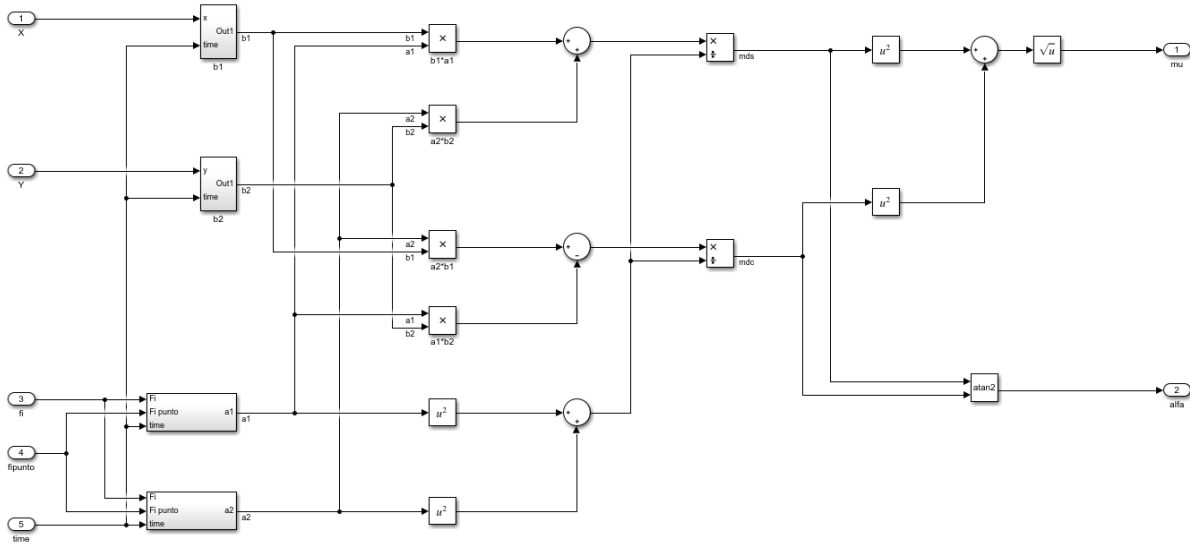 1
X
x
time
Out1
b1
b1
b1
a1
×
b1*a1
+
+
×
÷
mds
u²
+
+
√u
1
mu
a2
b2
×
a2*b2
2
Y
y
time
Out1
b2
b2
u²
a2
b1
×
a2*b1
+
−
×
÷
mdc
a1
b2
×
a1*b2
3
fi
Fi
Fi punto
time
a1
a1
u²
+
+
atan2
2
alfa
4
fipunto
Fi
Fi punto
time
a2
a2
u²
5
time